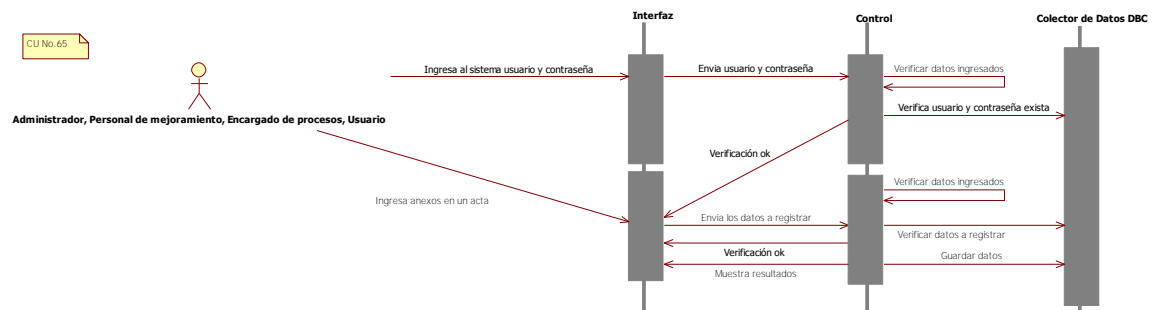 Interfaz
Control
Colector de Datos DBC
CU No.65
Ingresa al sistema usuario y contraseña
Envia usuario y contraseña
Verificar datos ingresados
Verifica usuario y contraseña exista
Administrador, Personal de mejoramiento, Encargado de procesos, Usuario
Verificación ok
Verificar datos ingresados
Ingresa anexos en un acta
Envia los datos a registrar
Verificar datos a registrar
Verificación ok
Guardar datos
Muestra resultados